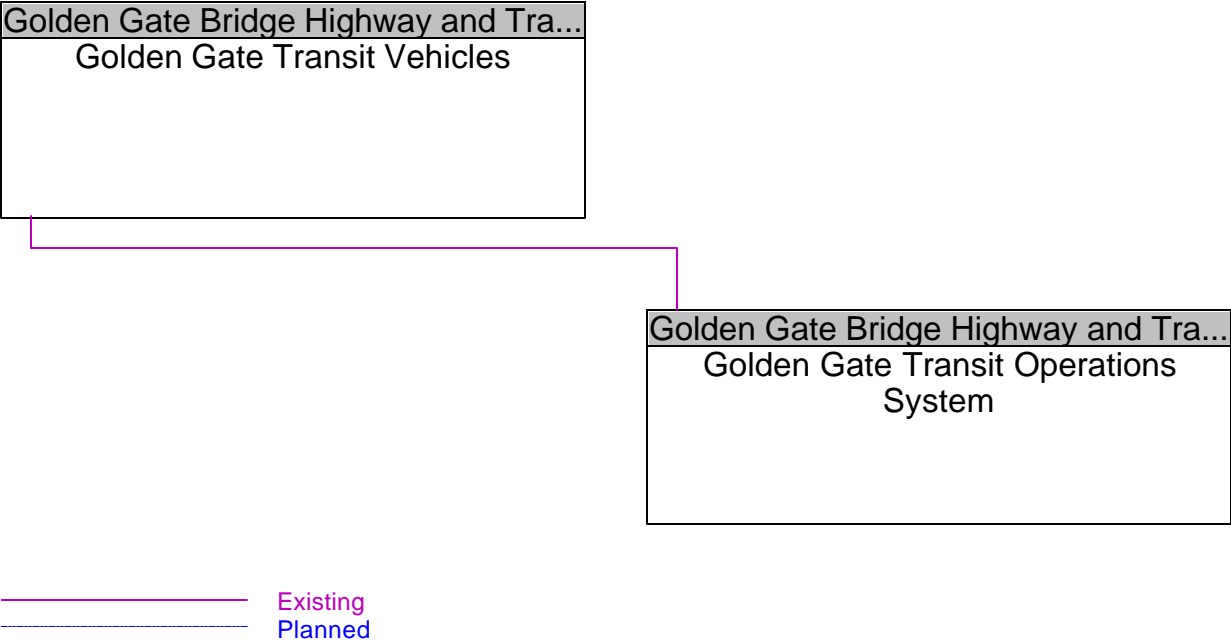 Golden Gate Bridge Highway and Tra...
Golden Gate Transit Vehicles
Golden Gate Bridge Highway and Tra...
Golden Gate Transit Operations
System
Existing
Planned